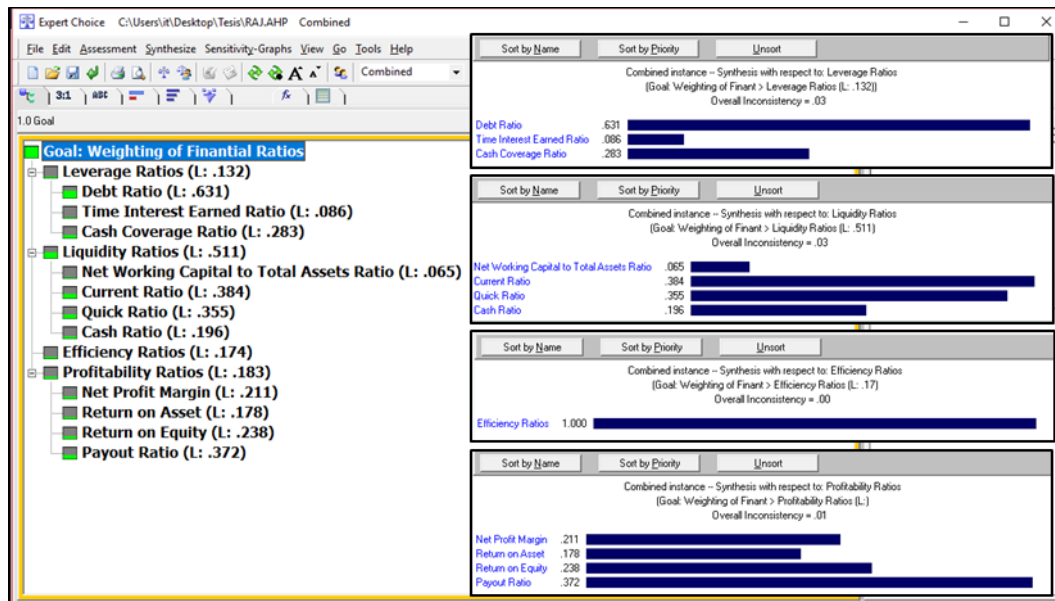 Expert Choice C:\Users\it\Desktop\Tesis\RAJ.AHP Combined
File Edit Assessment Synthesize Sensitivity-Graphs View Go Tools Help
A A Combined
3:1 ABC fx
1.0 Goal
Goal: Weighting of Finantial Ratios
Leverage Ratios (L: .132)
Debt Ratio (L: .631)
Time Interest Earned Ratio (L: .086)
Cash Coverage Ratio (L: .283)
Liquidity Ratios (L: .511)
Net Working Capital to Total Assets Ratio (L: .065)
Current Ratio (L: .384)
Quick Ratio (L: .355)
Cash Ratio (L: .196)
Efficiency Ratios (L: .174)
Profitability Ratios (L: .183)
Net Profit Margin (L: .211)
Return on Asset (L: .178)
Return on Equity (L: .238)
Payout Ratio (L: .372)
Sort by Name Sort by Priority Unsort
Combined instance -- Synthesis with respect to: Leverage Ratios
(Goal: Weighting of Finant > Leverage Ratios (L: .132))
Overall Inconsistency = .03
Debt Ratio .631
Time Interest Earned Ratio .086
Cash Coverage Ratio .283
Sort by Name Sort by Priority Unsort
Combined instance -- Synthesis with respect to: Liquidity Ratios
(Goal: Weighting of Finant > Liquidity Ratios (L: .511)
Overall Inconsistency = .03
Net Working Capital to Total Assets Ratio .065
Current Ratio .384
Quick Ratio .355
Cash Ratio .196
Sort by Name Sort by Priority Unsort
Combined instance -- Synthesis with respect to: Efficiency Ratios
(Goal: Weighting of Finant > Efficiency Ratios (L: .17)
Overall Inconsistency = .00
Efficiency Ratios 1.000
Sort by Name Sort by Priority Unsort
Combined instance -- Synthesis with respect to: Profitability Ratios
(Goal: Weighting of Finant > Profitability Ratios (L:)
Overall Inconsistency = .01
Net Profit Margin .211
Return on Asset .178
Return on Equity .238
Payout Ratio .372